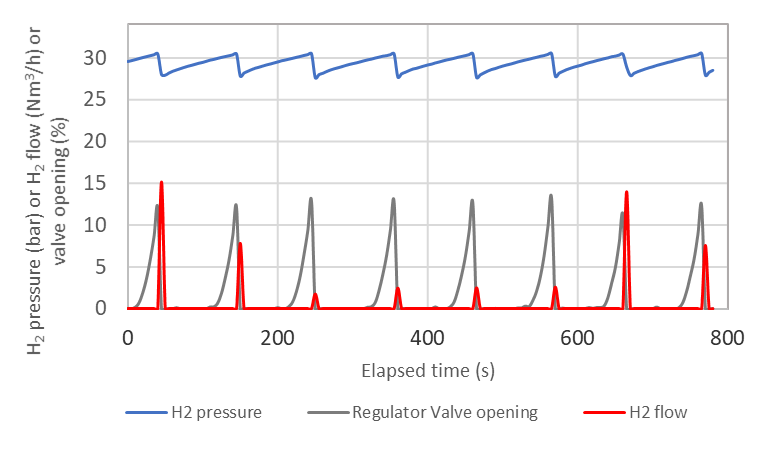 H₂ pressure (bar) or H₂ flow (Nm³/h) or
valve opening (%)
30
25
20
15
10
5
0
0 200 400 600 800
Elapsed time (s)
H2 pressure Regulator Valve opening H2 flow